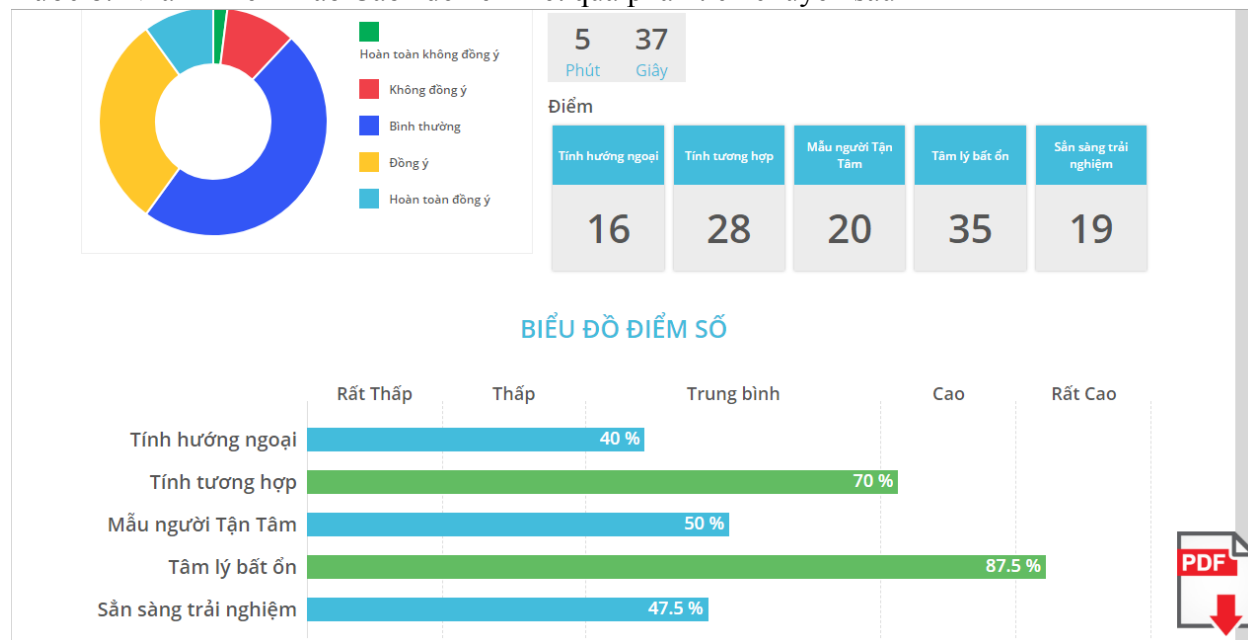 5 37
Phút Giây
Hoàn toàn không đồng ý
Không đồng ý
Bình thường
Đồng ý
Hoàn toàn đồng ý
Điểm
Tính hướng ngoại
Tính tương hợp
Mẫu người Tận
Tâm
Tâm lý bất ổn
Sẵn sàng trải
nghiệm
16 28 20 35 19
BIỂU ĐỒ ĐIỂM SỐ
Rất Thấp Thấp Trung bình Cao Rất Cao
Tính hướng ngoại 40 %
Tính tương hợp 70 %
Mẫu người Tận Tâm 50 %
Tâm lý bất ổn 87.5 %
Sẵn sàng trải nghiệm 47.5 %
PDF